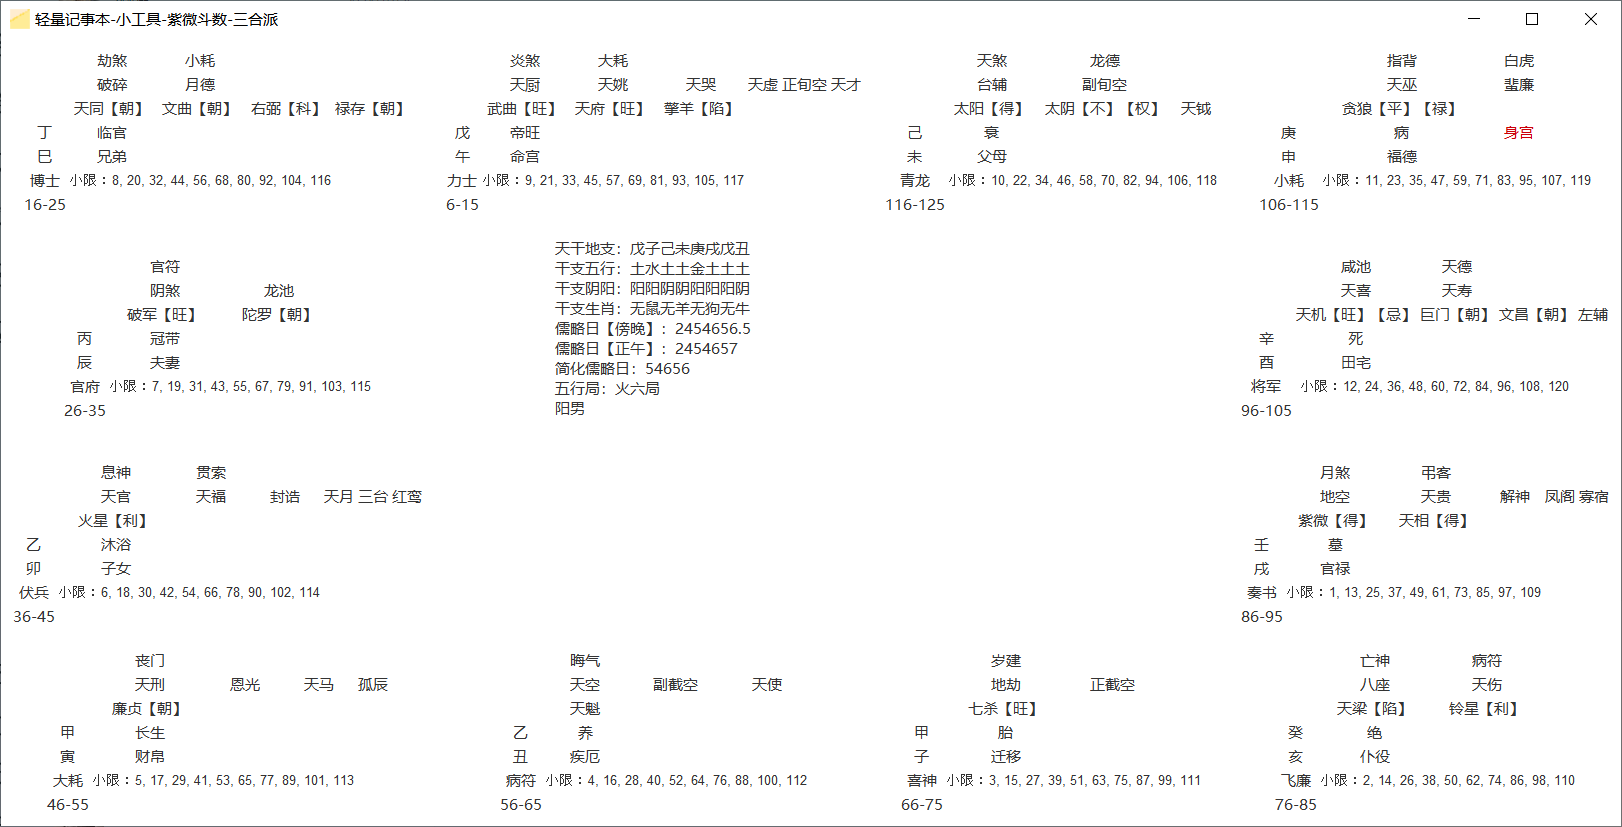 轻量记事本-小工具-紫微斗数-三合派
劫煞 小耗
破碎 月德
天同【朝】 文曲【朝】 右弼【科】 禄存【朝】
丁 临官
巳 兄弟
博士 小限：8, 20, 32, 44, 56, 68, 80, 92, 104, 116
16-25
炎煞 大耗
天厨 天姚 天哭 天虚 正旬空 天才
武曲【旺】 天府【旺】 擎羊【陷】
戊 帝旺
午 命宫
力士 小限：9, 21, 33, 45, 57, 69, 81, 93, 105, 117
6-15
天煞 龙德
台辅 副旬空
太阳【得】 太阴【不】【权】 天钺
己 衰
未 父母
青龙 小限：10, 22, 34, 46, 58, 70, 82, 94, 106, 118
116-125
指背 白虎
天巫 蜚廉
贪狼【平】【禄】
庚 病 身宫
申 福德
小耗 小限：11, 23, 35, 47, 59, 71, 83, 95, 107, 119
106-115
官符
阴煞 龙池
破军【旺】 陀罗【朝】
丙 冠带
辰 夫妻
官府 小限：7, 19, 31, 43, 55, 67, 79, 91, 103, 115
26-35
天干地支：戊子己未庚戌戊丑
干支五行：土水土土金土土土
干支阴阳：阳阳阴阴阳阳阳阴
干支生肖：无鼠无羊无狗无牛
儒略日【傍晚】：2454656.5
儒略日【正午】：2454657
简化儒略日：54656
五行局：火六局
阳男
咸池 天德
天喜 天寿
天机【旺】【忌】 巨门【朝】 文昌【朝】 左辅
辛 死
酉 田宅
将军 小限：12, 24, 36, 48, 60, 72, 84, 96, 108, 120
96-105
息神 贯索
天官 天福 封诰 天月 三台 红鸾
火星【利】
乙 沐浴
卯 子女
伏兵 小限：6, 18, 30, 42, 54, 66, 78, 90, 102, 114
36-45
月煞 弔客
地空 天贵 解神 凤阁 寡宿
紫微【得】 天相【得】
壬 墓
戌 官禄
奏书 小限：1, 13, 25, 37, 49, 61, 73, 85, 97, 109
86-95
丧门
天刑 恩光 天马 孤辰
廉贞【朝】
甲 长生
寅 财帛
大耗 小限：5, 17, 29, 41, 53, 65, 77, 89, 101, 113
46-55
晦气
天空 副截空 天使
天魁
乙 养
丑 疾厄
病符 小限：4, 16, 28, 40, 52, 64, 76, 88, 100, 112
56-65
岁建
地劫 正截空
七杀【旺】
甲 胎
子 迁移
喜神 小限：3, 15, 27, 39, 51, 63, 75, 87, 99, 111
66-75
亡神 病符
八座 天伤
天梁【陷】 铃星【利】
癸 绝
亥 仆役
飞廉 小限：2, 14, 26, 38, 50, 62, 74, 86, 98, 110
76-85